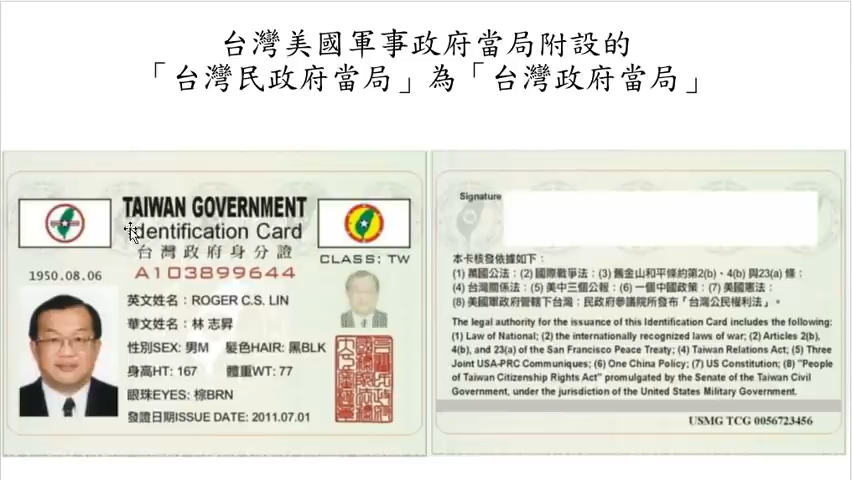 台灣美國軍事政府當局附設的
「台灣民政府當局」為「台灣政府當局」
TAIWAN GOVERNMENT
Identification Card
台灣政府身分證
CLASS: TW
1950.08.06
A103899644
英文姓名：ROGER C.S. LIN
華文姓名：林 志昇
性別SEX: 男M 髮色HAIR: 黑BLK
身高HT: 167 體重WT: 77
眼珠EYES: 棕BRN
發證日期ISSUE DATE: 2011.07.01
Signature
本卡核發依據如下：
(1) 萬國公法：(2) 國際戰爭法：(3) 舊金山和平條約第2(b)、4(b) 與23(a) 條：
(4) 台灣關係法：(5) 美中三個公報：(6) 一個中國政策：(7) 美國憲法：
(8) 美國軍政府管轄下台灣：民政府參議院所發布「台灣公民權利法」。
The legal authority for the issuance of this Identification Card includes the following:
(1) Law of National; (2) the internationally recognized laws of war; (2) Articles 2(b),
4(b), and 23(a) of the San Francisco Peace Treaty; (4) Taiwan Relations Act; (5) Three
Joint USA-PRC Communiques; (6) One China Policy; (7) US Constitution; (8) "People
of Taiwan Citizenship Rights Act" promulgated by the Senate of the Taiwan Civil
Government, under the jurisdiction of the United States Military Government.
USMG TCG 0056723456